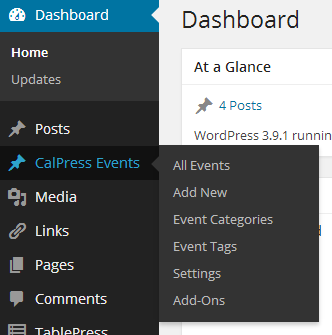 Dashboard
Home
Updates
Posts
CalPress Events
Media
Links
Pages
Comments
TablePress
All Events
Add New
Event Categories
Event Tags
Settings
Add-Ons
Dashboard
At a Glance
4 Posts
WordPress 3.9.1 runnin